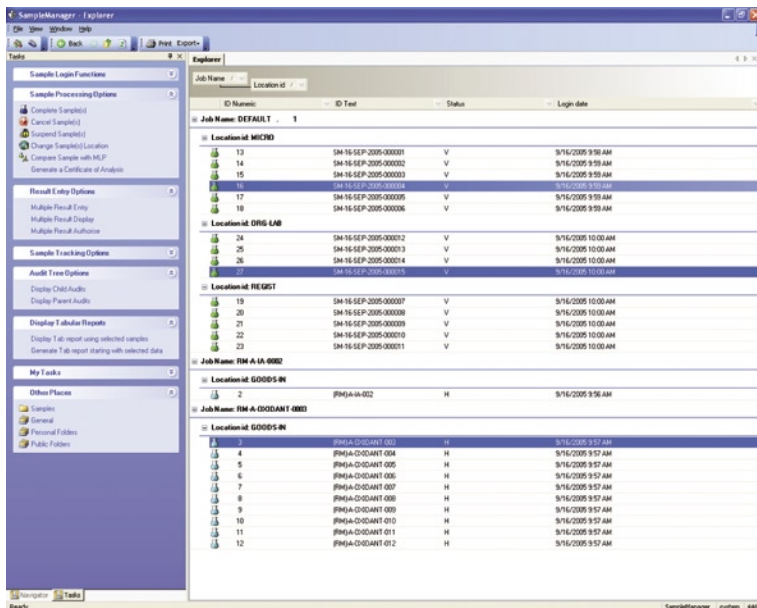 SampleManager - Explorer
File View Window Help
Back Print Export
Tasks
Explorer
Sample Login Functions
Sample Processing Options
Complete Sample(s)
Cancel Sample(s)
Suspend Sample(s)
Change Sample(s) Location
Compare Sample with MLP
Generate a Certificate of Analysis
Result Entry Options
Multiple Result Entry
Multiple Result Display
Multiple Result Authorise
Sample Tracking Options
Audit Tree Options
Display Child Audits
Display Parent Audits
Display Tabular Reports
Display Tab report using selected samples
Generate Tab report starting with selected data
My Tasks
Other Places
Samples
General
Personal Folders
Public Folders
Navigator Tasks
Ready
Job Name /
Location id /
ID Numeric ID Text Status Login date
Job Name: DEFAULT . 1
Location id: MICRO
13 SM-16-SEP-2005-000001 V 9/16/2005 9:58 AM
14 SM-16-SEP-2005-000002 V 9/16/2005 9:59 AM
15 SM-16-SEP-2005-000003 V 9/16/2005 9:59 AM
16 SM-16-SEP-2005-000004 V 9/16/2005 9:59 AM
17 SM-16-SEP-2005-000005 V 9/16/2005 9:59 AM
18 SM-16-SEP-2005-000006 V 9/16/2005 9:59 AM
Location id: ORG-LAB
24 SM-16-SEP-2005-000012 V 9/16/2005 10:00 AM
25 SM-16-SEP-2005-000013 V 9/16/2005 10:00 AM
26 SM-16-SEP-2005-000014 V 9/16/2005 10:00 AM
27 SM-16-SEP-2005-000015 V 9/16/2005 10:00 AM
Location id: REGIST
19 SM-16-SEP-2005-000007 V 9/16/2005 10:00 AM
20 SM-16-SEP-2005-000008 V 9/16/2005 10:00 AM
21 SM-16-SEP-2005-000009 V 9/16/2005 10:00 AM
22 SM-16-SEP-2005-000010 V 9/16/2005 10:00 AM
23 SM-16-SEP-2005-000011 V 9/16/2005 10:00 AM
Job Name: RM-A-IA-0002
Location id: GOODS-IN
2 (RM)A-IA-002 H 9/16/2005 9:56 AM
Job Name: RM-A-OXIDANT-0003
Location id: GOODS-IN
3 (RM)A-OXIDANT-003 H 9/16/2005 9:57 AM
4 (RM)A-OXIDANT-004 H 9/16/2005 9:57 AM
5 (RM)A-OXIDANT-005 H 9/16/2005 9:57 AM
6 (RM)A-OXIDANT-006 H 9/16/2005 9:57 AM
7 (RM)A-OXIDANT-007 H 9/16/2005 9:57 AM
8 (RM)A-OXIDANT-008 H 9/16/2005 9:57 AM
9 (RM)A-OXIDANT-009 H 9/16/2005 9:57 AM
10 (RM)A-OXIDANT-010 H 9/16/2005 9:57 AM
11 (RM)A-OXIDANT-011 H 9/16/2005 9:57 AM
12 (RM)A-OXIDANT-012 H 9/16/2005 9:57 AM
SampleManager system